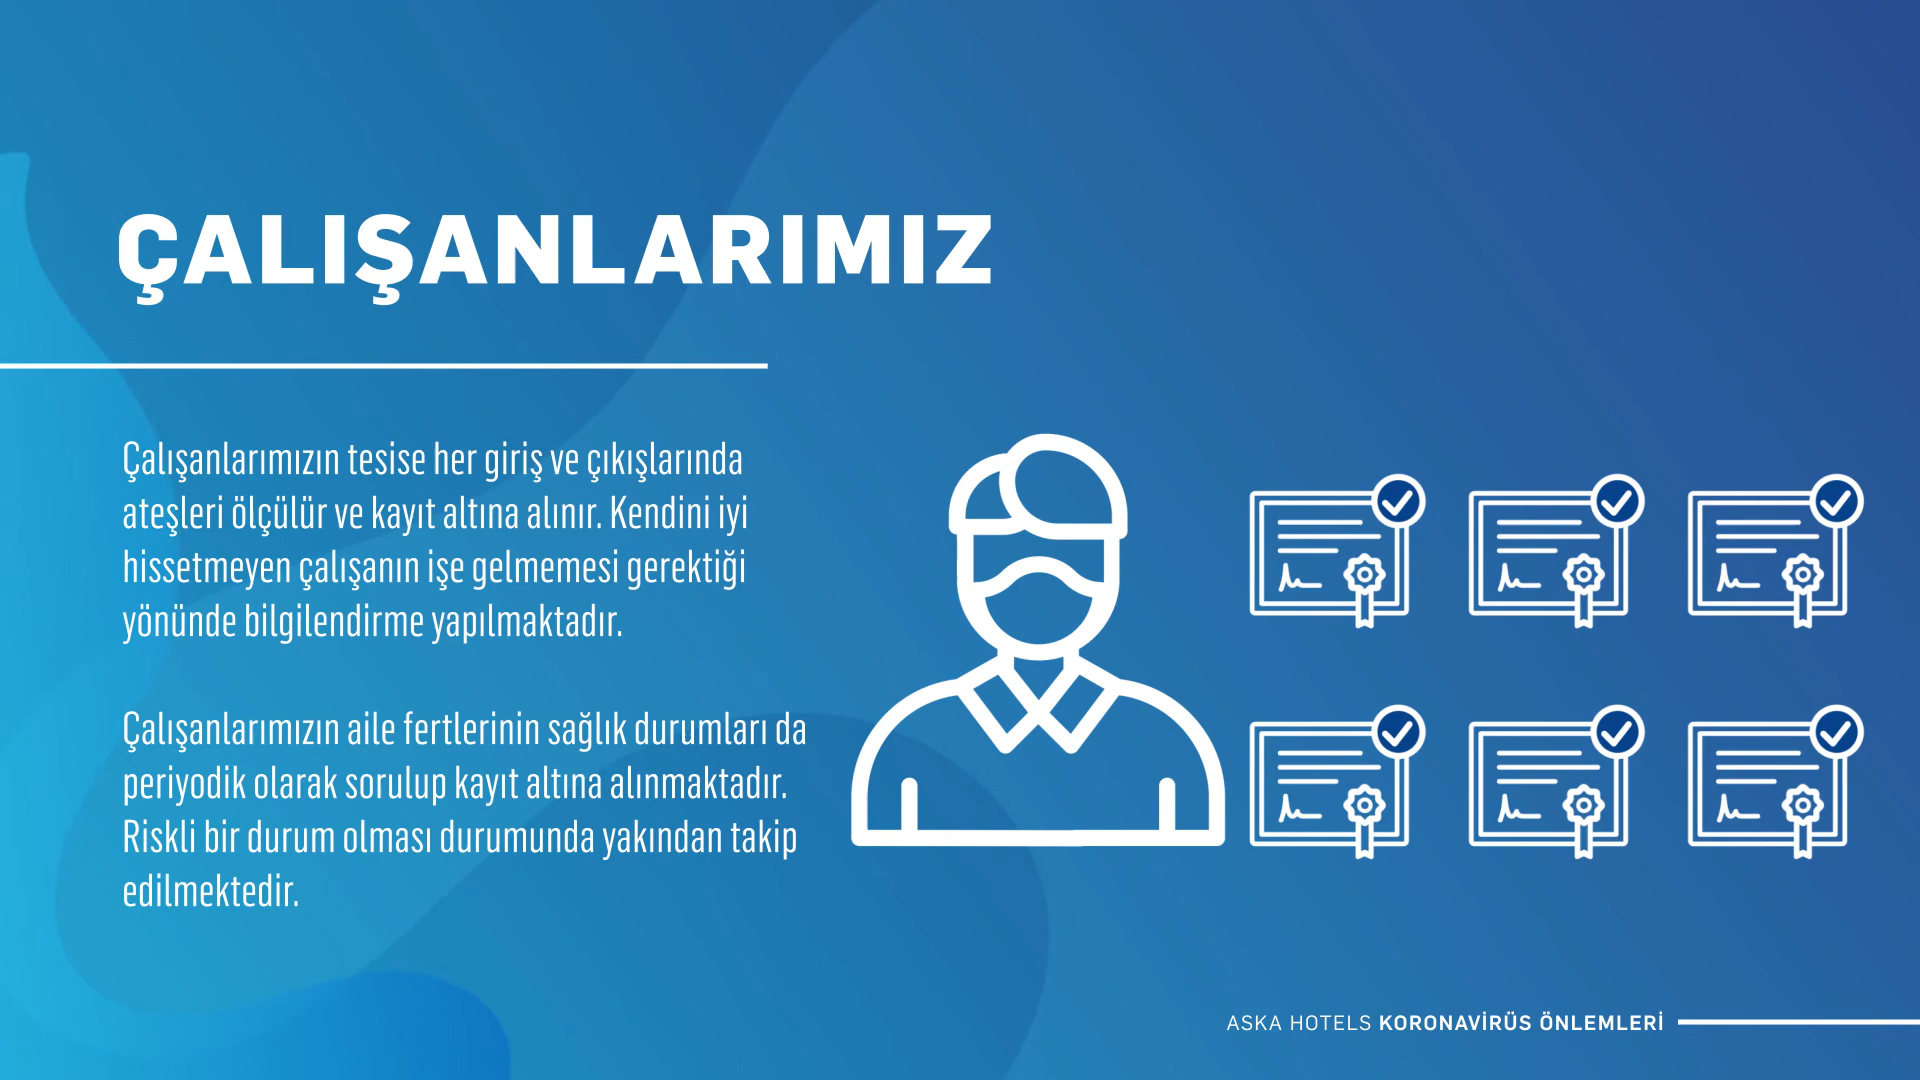 ÇALIŞANLARIMIZ
Çalışanlarımızın tesise her giriş ve çıkışlarında
ateşleri ölçülür ve kayıt altına alınır. Kendini iyi
hissetmeyen çalışanın işe gelmemesi gerektiği
yönünde bilgilendirme yapılmaktadır.
Çalışanlarımızın aile fertlerinin sağlık durumları da
periyodik olarak sorulup kayıt altına alınmaktadır.
Riskli bir durum olması durumunda yakından takip
edilmektedir.
ASKA HOTELS KORONAVİRÜS ÖNLEMLERİ